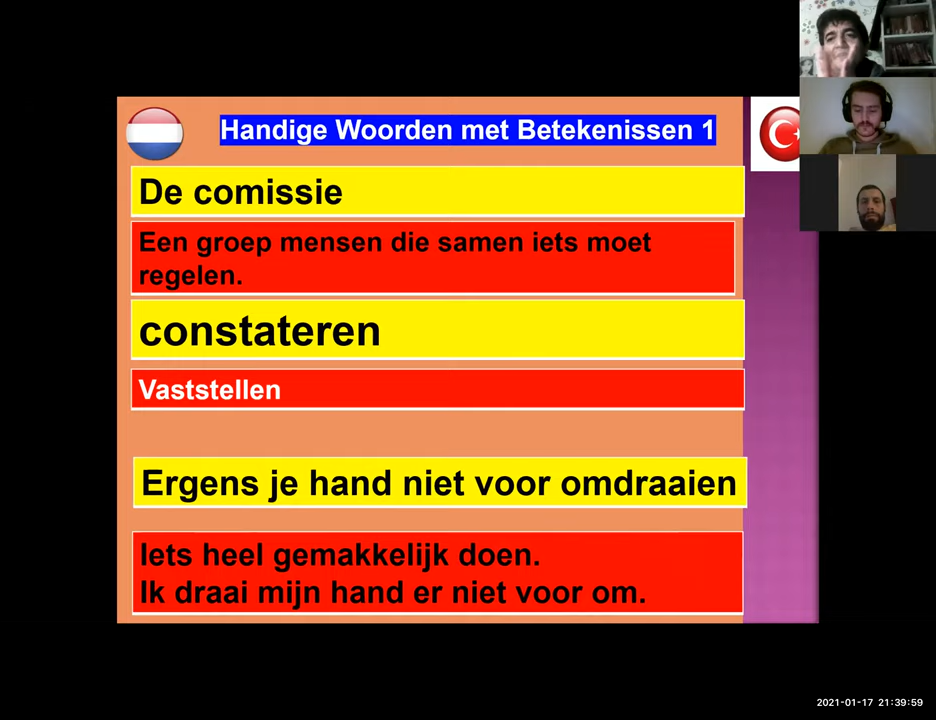 Handige Woorden met Betekenissen 1
De comissie
Een groep mensen die samen iets moet
regelen.
constateren
Vaststellen
Ergens je hand niet voor omdraaien
Iets heel gemakkelijk doen.
Ik draai mijn hand er niet voor om.
2021-01-17 21:39:59